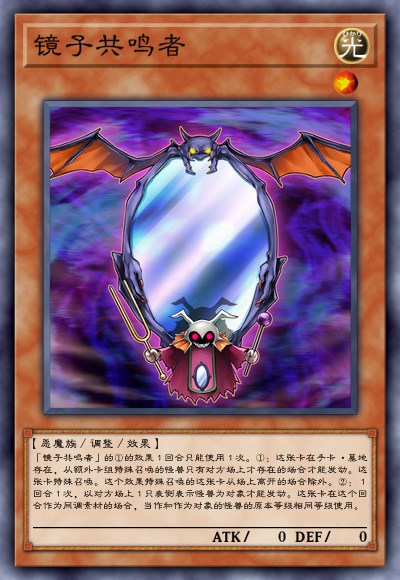 镜子共鸣者
光
【恶魔族／调整／效果】
「镜子共鸣者」的①的效果1回合只能使用1次。①：这张卡在手卡·墓地
存在，从额外卡组特殊召唤的怪兽只有对方场上才存在的场合才能发动。这
张卡特殊召唤。这个效果特殊召唤的这张卡从场上离开的场合除外。②：1
回合1次，以对方场上1只表侧表示怪兽为对象才能发动。这张卡在这个回
合作为同调素材的场合，当作和作为对象的怪兽的原本等级相同等级使用。
ATK/ 0 DEF/ 0